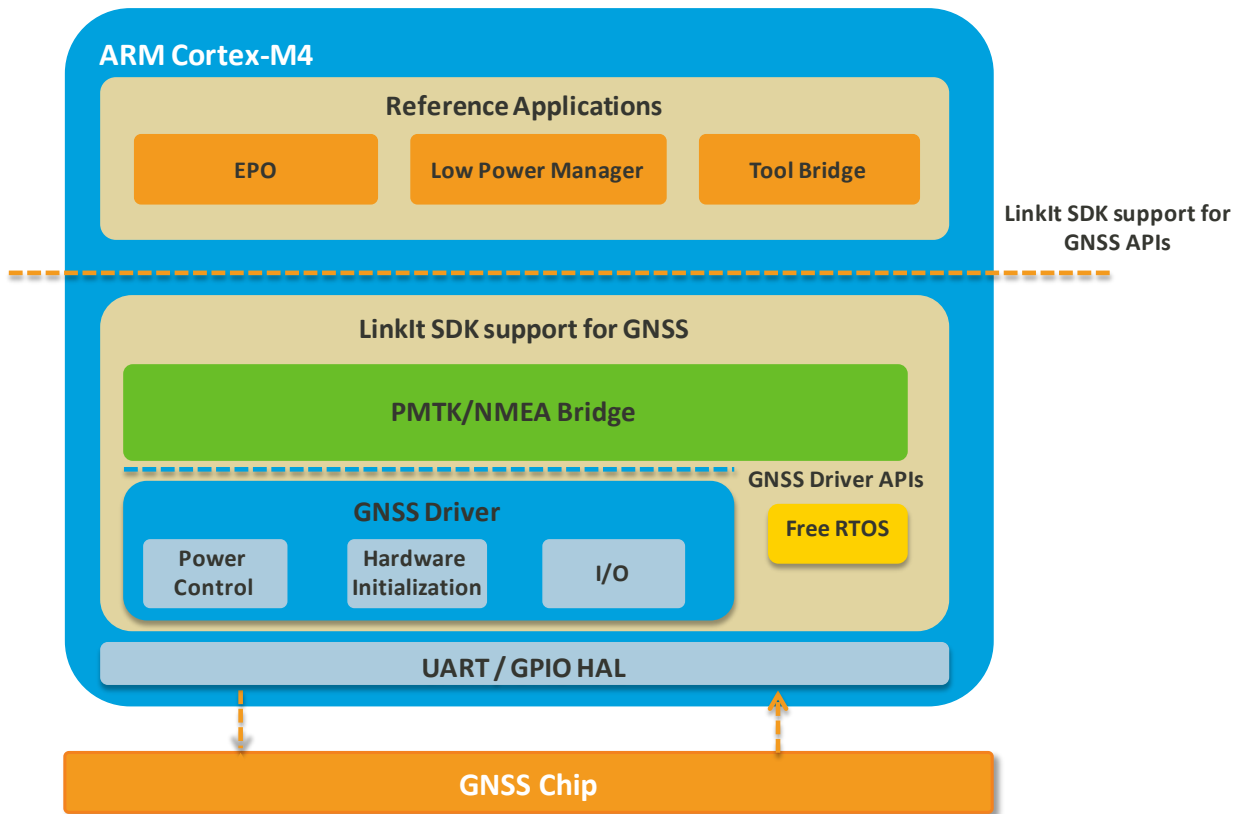 ARM Cortex-M4
Reference Applications
EPO
Low Power Manager
Tool Bridge
LinkIt SDK support for
GNSS APIs
LinkIt SDK support for GNSS
PMTK/NMEA Bridge
GNSS Driver APIs
GNSS Driver
Free RTOS
Power
Control
Hardware
Initialization
I/O
UART / GPIO HAL
GNSS Chip